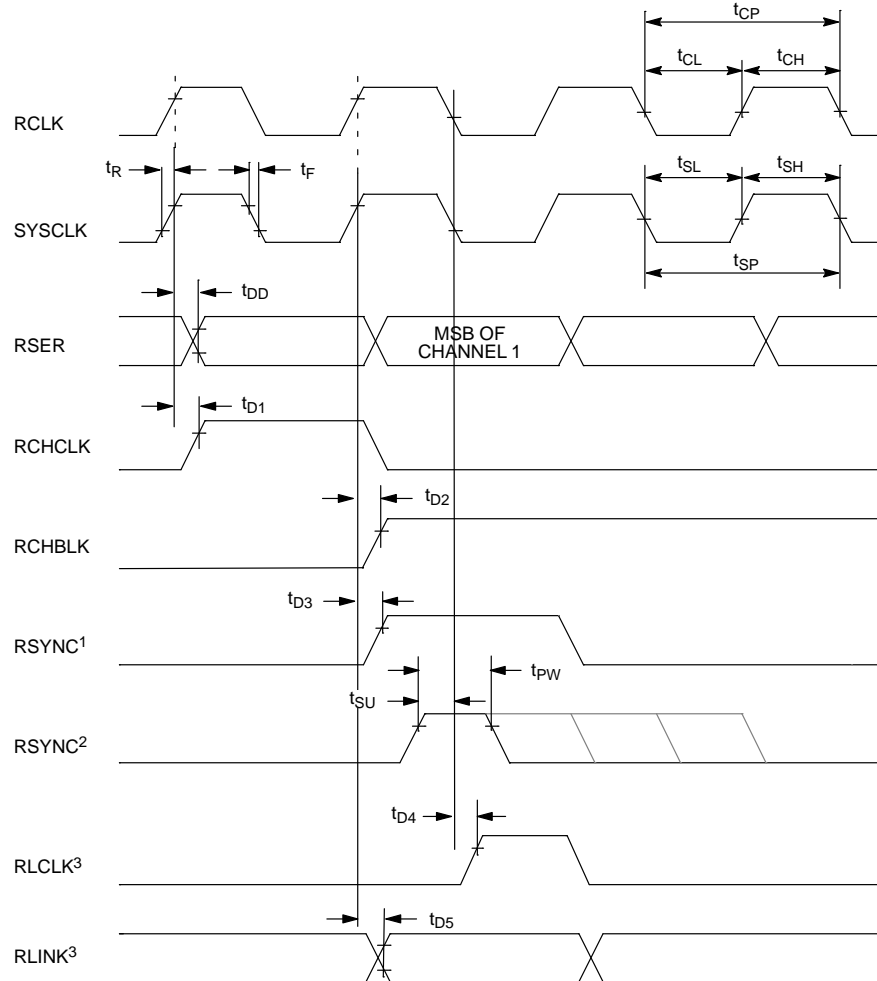 tCP
tCL tCH
RCLK
tR tF tSL tSH
SYSCLK
tSP
tDD
RSER
MSB OF
CHANNEL 1
tD1
RCHCLK
tD2
RCHBLK
tD3
RSYNC1
tPW
tSU
RSYNC2
tD4
RLCLK3
tD5
RLINK3